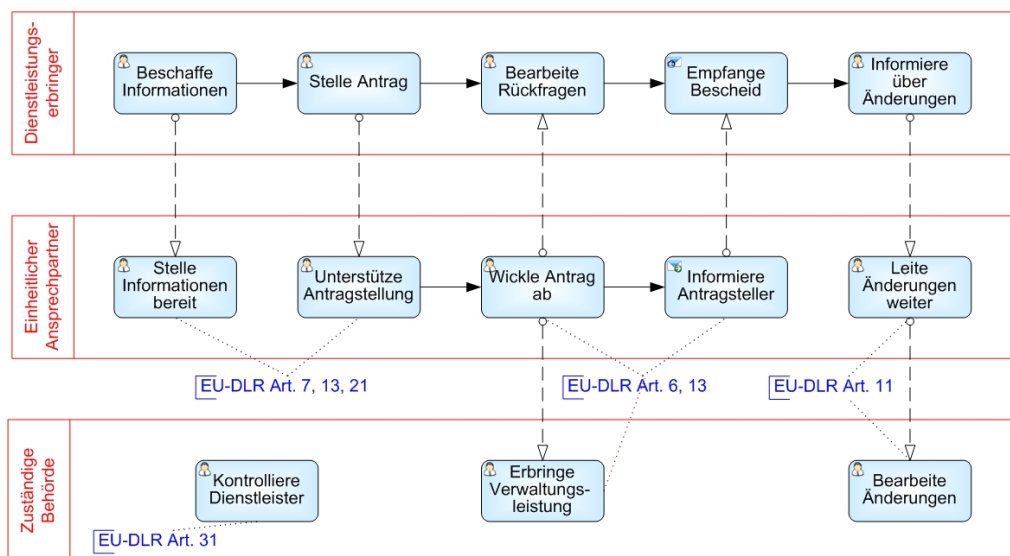 Dienstleistungs-
erbringer
Beschaffe
Informationen
Stelle Antrag
Bearbeite
Rückfragen
Empfange
Bescheid
Informiere
über
Änderungen
Einheitlicher
Ansprechpartner
Stelle
Informationen
bereit
Unterstütze
Antragstellung
Wickle Antrag
ab
Informiere
Antragsteller
Leite
Änderungen
weiter
EU-DLR Art. 7, 13, 21
EU-DLR Art. 6, 13
EU-DLR Art. 11
Zuständige
Behörde
Kontrolliere
Dienstleister
Erbringe
Verwaltungs-
leistung
Bearbeite
Änderungen
EU-DLR Art. 31